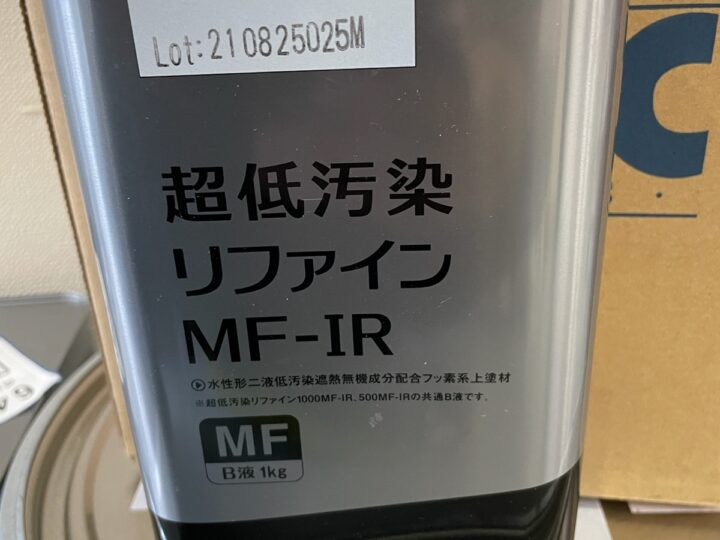 Lot:210825025M
超低汚染
リファイン
MF-IR
水性形二液低汚染遮熱無機成分配合フッ素系上塗材
※超低汚染リファイン1000MF-IR、500MF-IRの共通B液です。
MF
B液 1kg
C